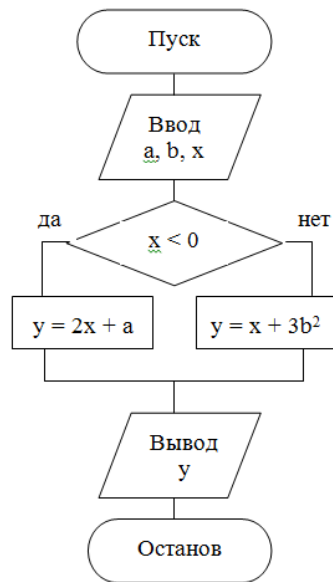 Пуск
Ввод
a, b, x
да
нет
x < 0
y = 2x + a
y = x + 3b²
Вывод
y
Останов